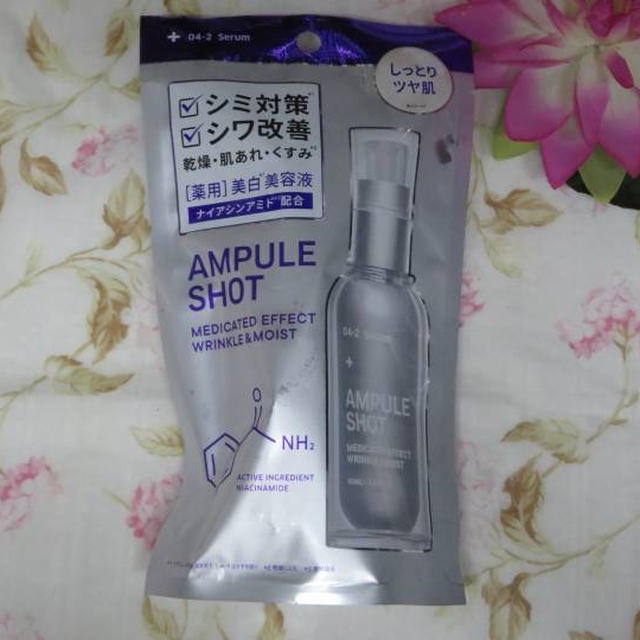 + D4-2 Serum
しっとり
ツヤ肌
シミ対策
シワ改善
乾燥・肌あれ・くすみ
[薬用]美白美容液
ナイアシンアミド 配合
AMPULE
SHOT
MEDICATED EFFECT
WRINKLE&MOIST
O
NH2
ACTIVE INGREDIENT
NIACINAMIDE
D4-2 Serum
+
AMPULE
SHOT
MEDICATED EFFECT
WRINKLE&MOIST